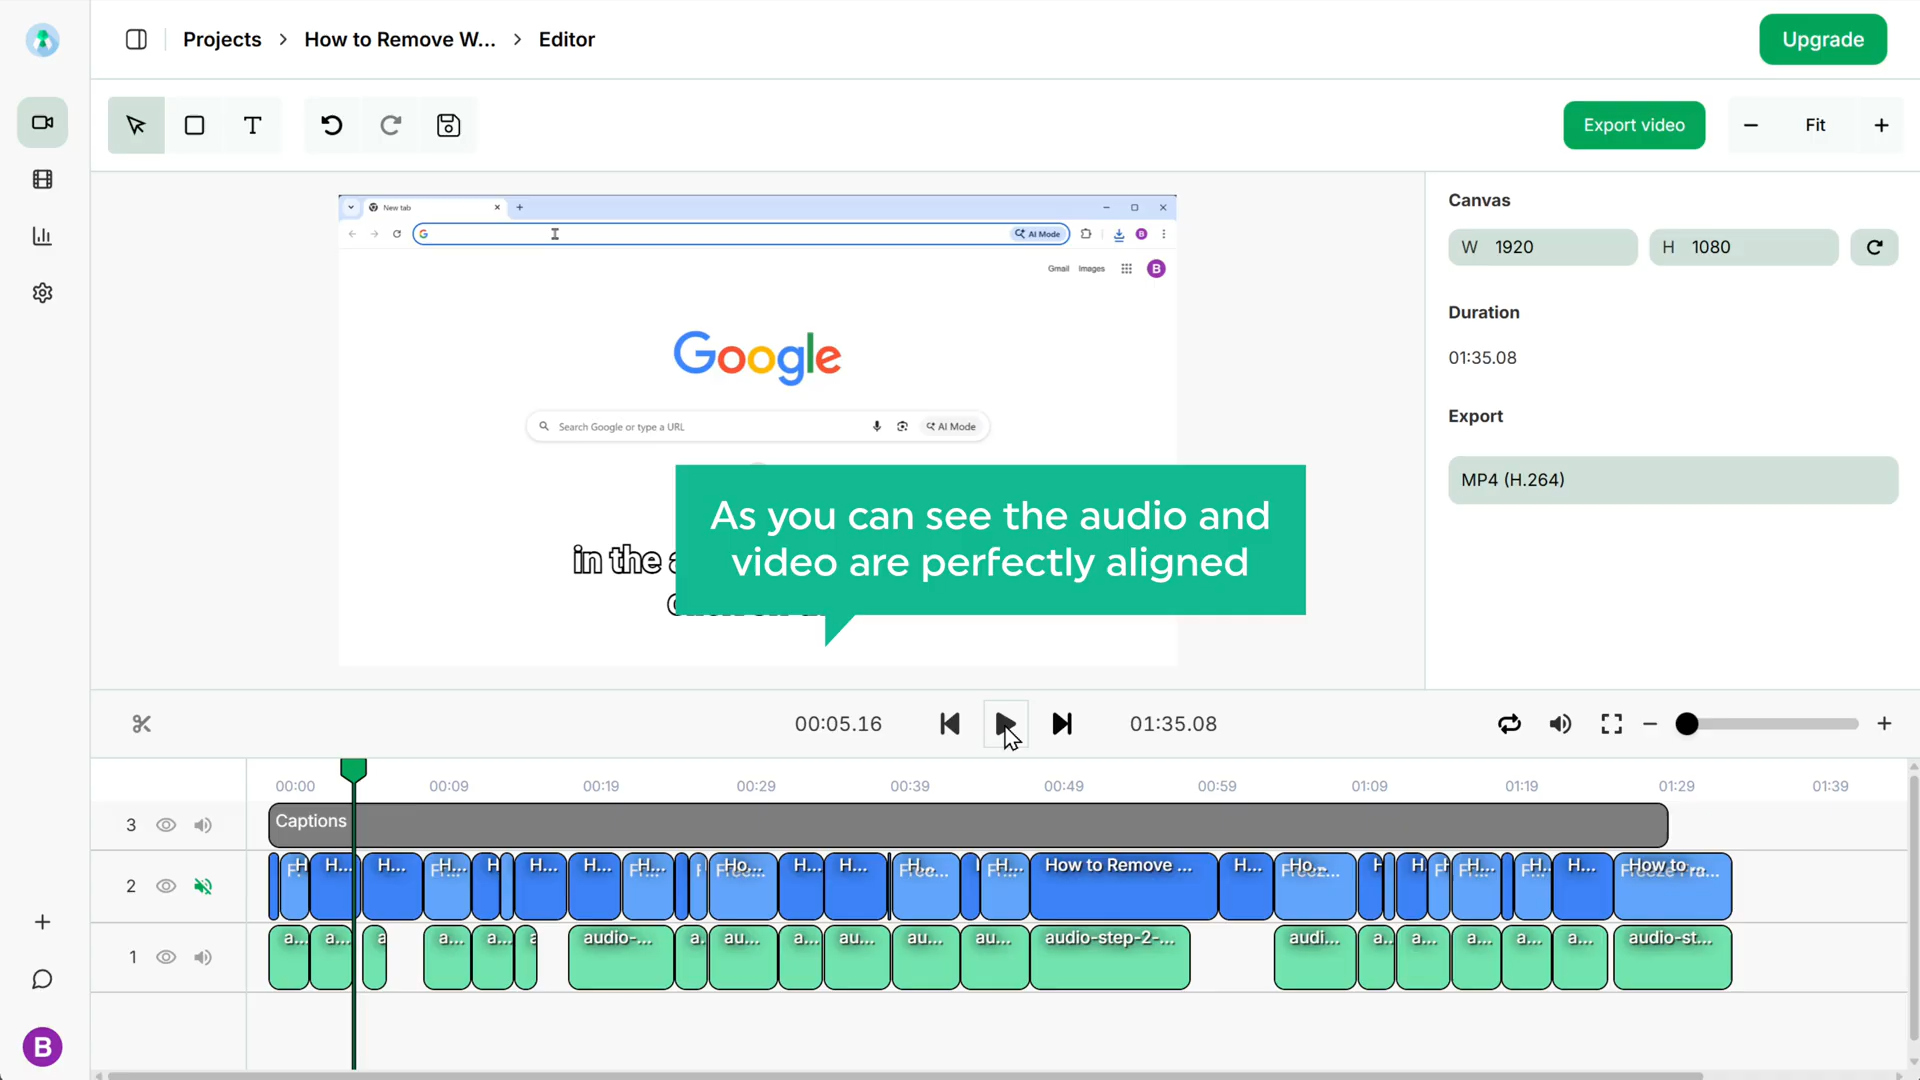 Projects > How to Remove W... > Editor
Upgrade
T
Export video
Fit
Canvas
W 1920
H 1080
Duration
01:35.08
Export
MP4 (H.264)
New tab
AI Mode
B
Gmail Images
B
Google
Search Google or type a URL
AI Mode
in the
As you can see the audio and
video are perfectly aligned
00:05.16
01:35.08
00:00 00:09 00:19 00:29 00:39 00:49 00:59 01:09 01:19 01:29 01:39
3
Captions
2
H... H... H... H... H... H... Ho... H... H... H... How to Remove ... H... Ho... H... H... How to...
1
a... a... a... a... audio-... a.. au... a... au... au... au... audio-step-2-... audi... a.. a... a... a... a... audio-st...
B